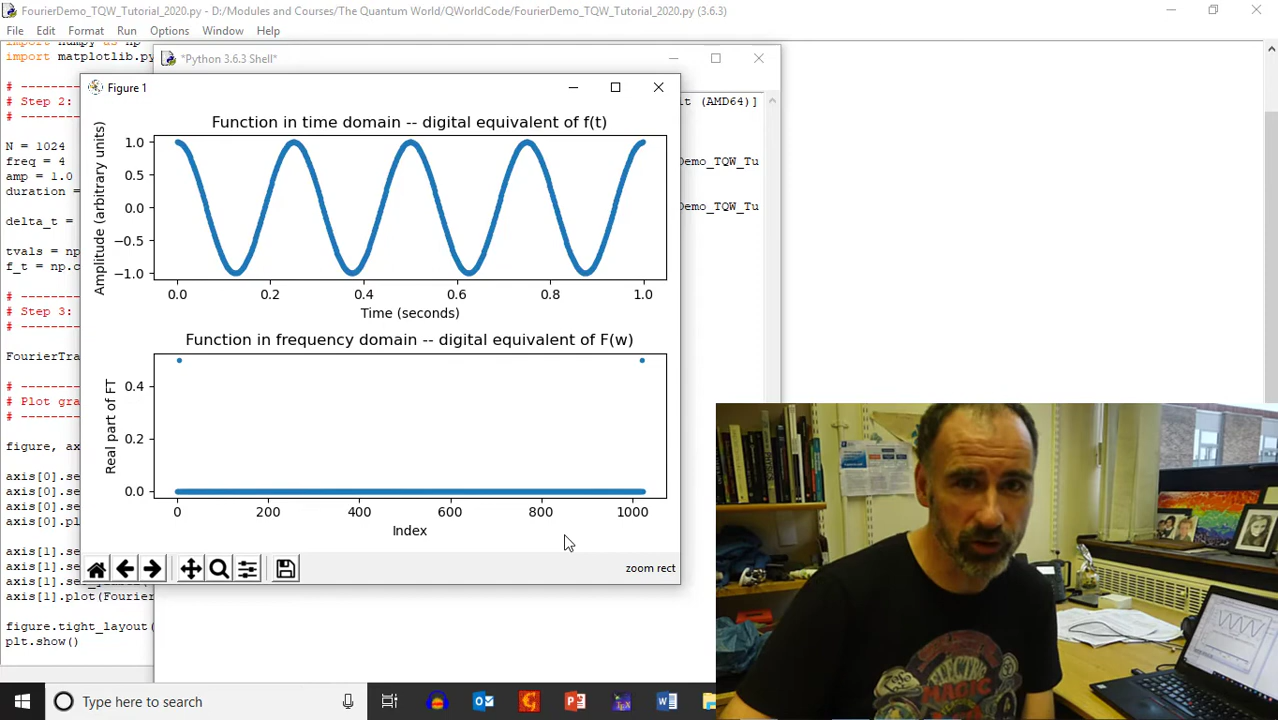 FourierDemo_TQW_Tutorial_2020.py - D:/Modules and Courses/The Quantum World/QWorldCode/FourierDemo_TQW_Tutorial_2020.py (3.6.3)
File Edit Format Run Options Window Help
import numpy as np
import matplotlib.py
*Python 3.6.3 Shell*
# Step 2:
N = 1024
freq = 4
amp = 1.0
duration =
delta_t =
tvals = np
f_t = np.c
# Step 3:
FourierTra
# Plot gra
figure, ax
axis[0].se
axis[0].se
axis[0].se
axis[0].pl
axis[1].se
axis[1].se
axis[1].se
axis[1].plot(Fourier
figure.tight_layout(
plt.show()
it (AMD64)]
Demo_TQW_Tu
Demo_TQW_Tu
Figure 1
Function in time domain -- digital equivalent of f(t)
Amplitude (arbitrary units)
1.0
0.5
0.0
−0.5
−1.0
0.0 0.2 0.4 0.6 0.8 1.0
Time (seconds)
Function in frequency domain -- digital equivalent of F(w)
Real part of FT
0.4
0.2
0.0
0 200 400 600 800 1000
Index
zoom rect
MAGIC
Type here to search